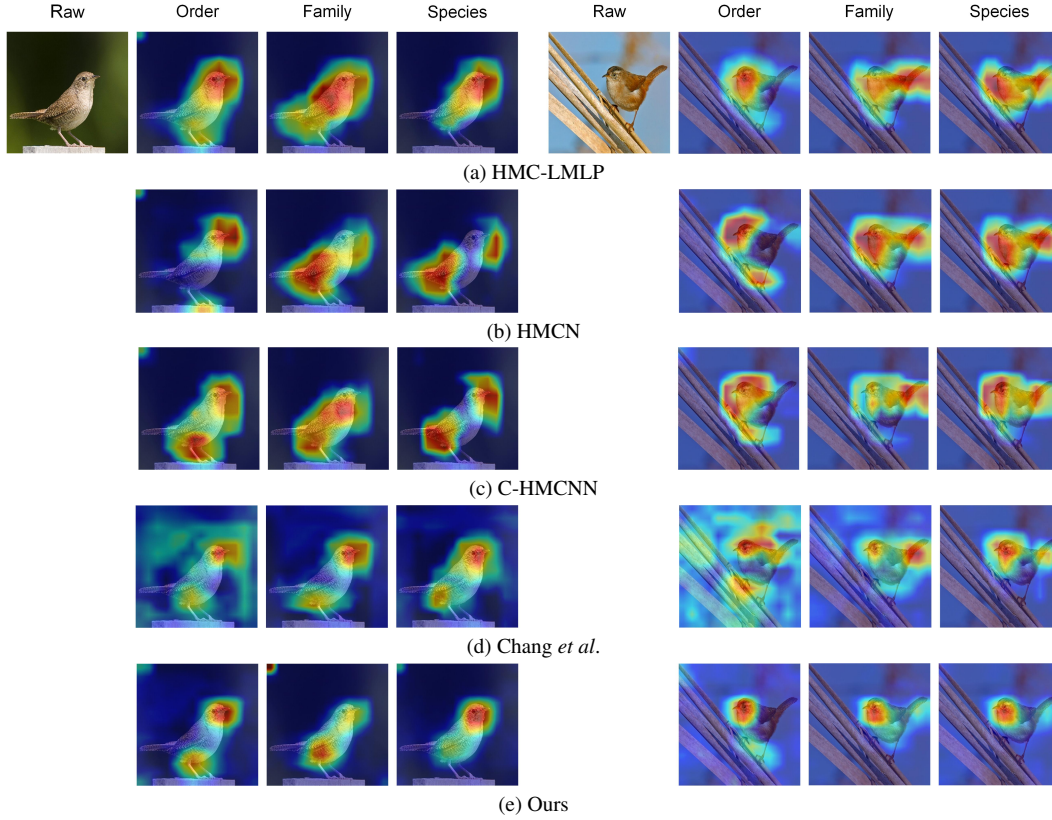 Raw Order Family Species Raw Order Family Species
(a) HMC-LMLP
(b) HMCN
(c) C-HMCNN
(d) Chang et al.
(e) Ours